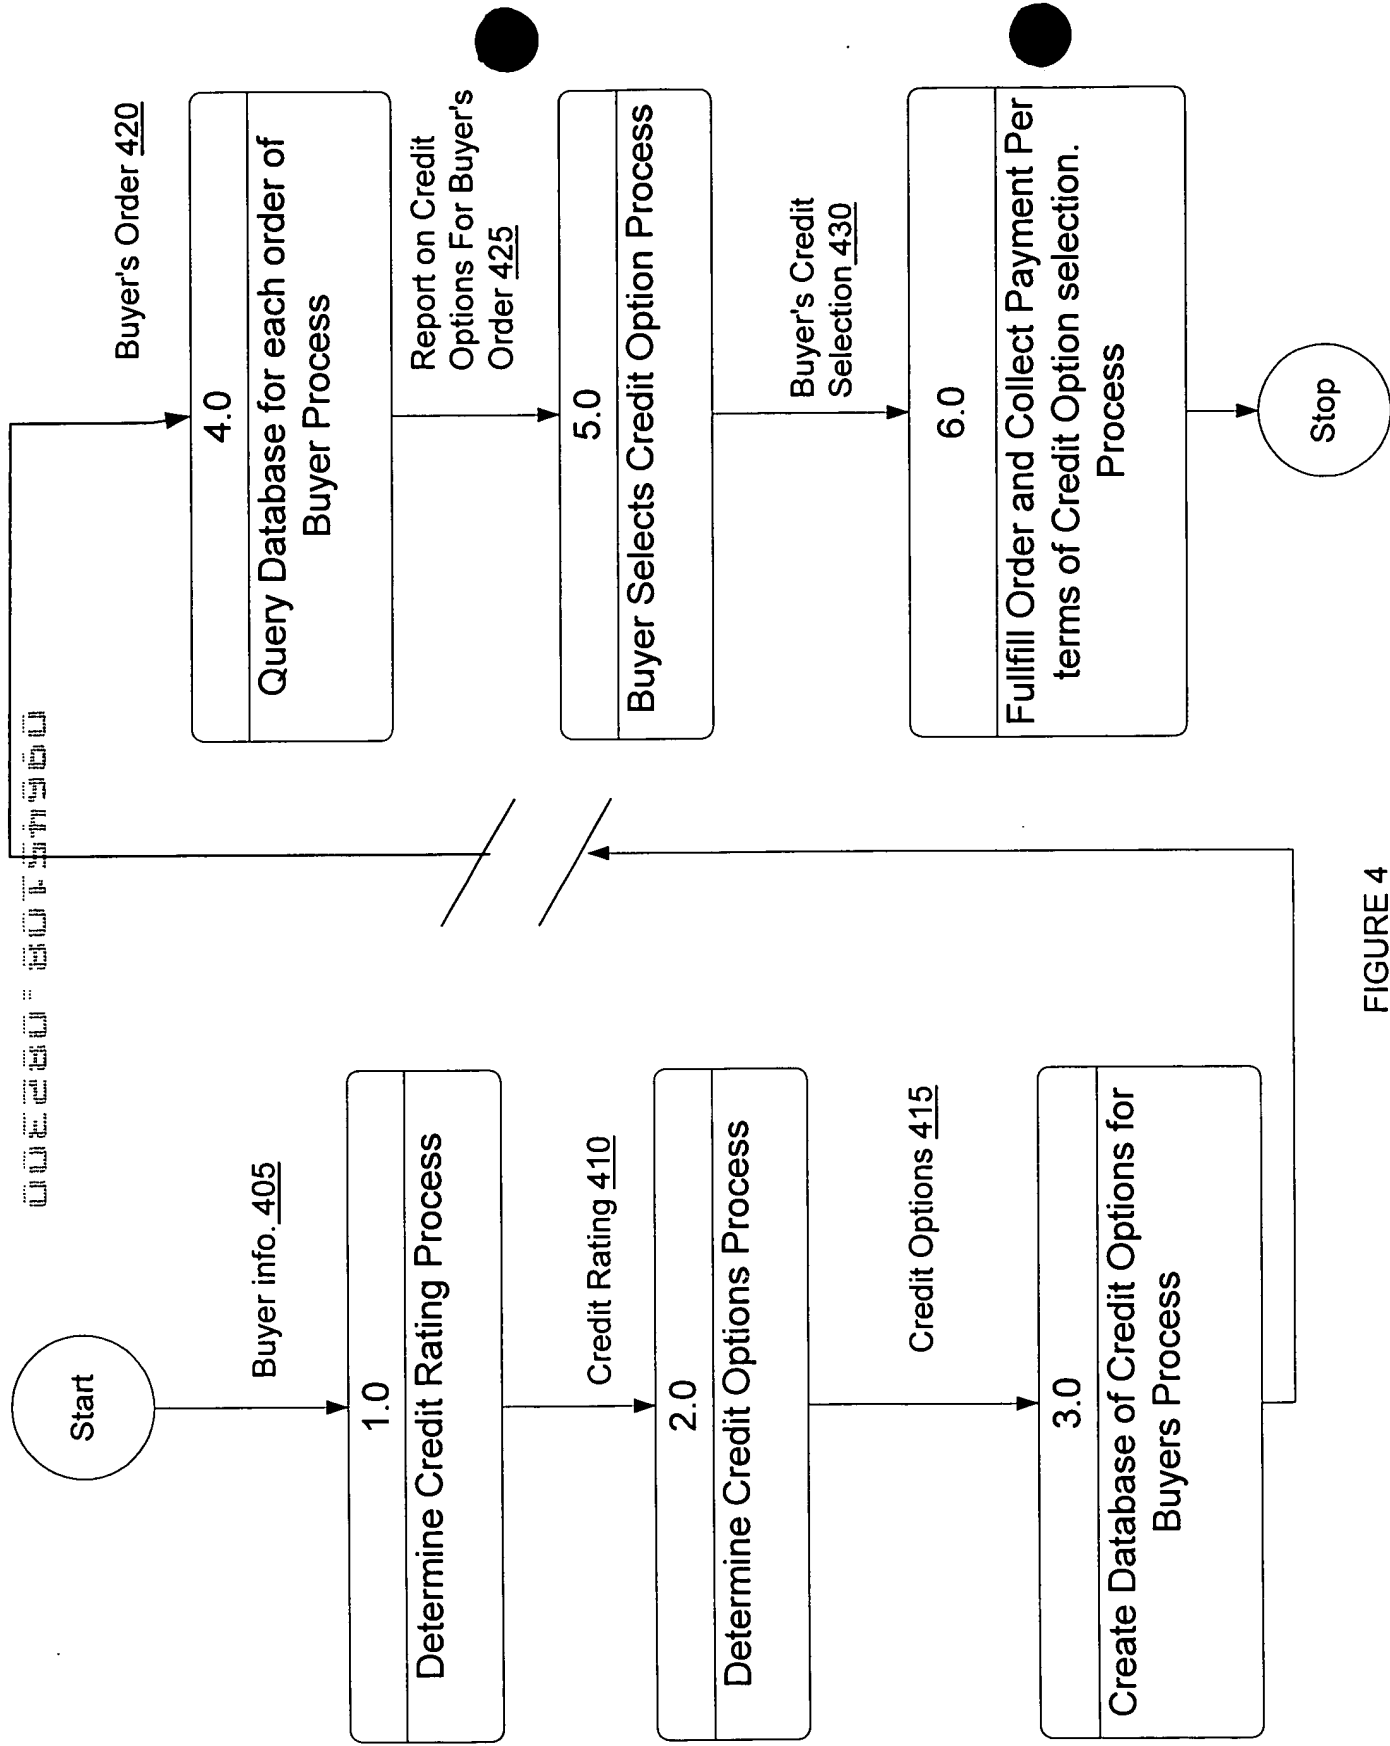 Start
Buyer info. 405
1.0
Determine Credit Rating Process
Credit Rating 410
2.0
Determine Credit Options Process
Credit Options 415
3.0
Create Database of Credit Options for
Buyers Process
Buyer's Order 420
4.0
Query Database for each order of
Buyer Process
Report on Credit
Options For Buyer's
Order 425
5.0
Buyer Selects Credit Option Process
Buyer's Credit
Selection 430
6.0
Fullfill Order and Collect Payment Per
terms of Credit Option selection.
Process
Stop
FIGURE 4